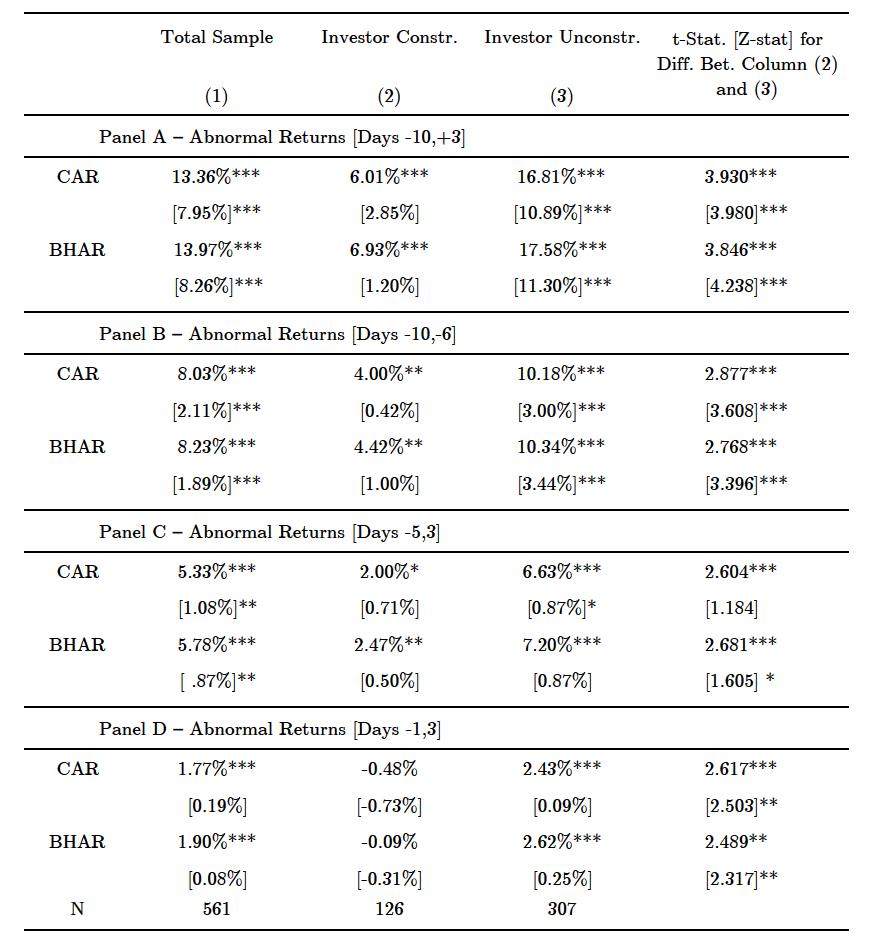 Total Sample Investor Constr. Investor Unconstr. t-Stat. [Z-stat] for
Diff. Bet. Column (2)
(1) (2) (3) and (3)
Panel A – Abnormal Returns [Days -10,+3]
CAR 13.36%*** 6.01%*** 16.81%*** 3.930***
[7.95%]*** [2.85%] [10.89%]*** [3.980]***
BHAR 13.97%*** 6.93%*** 17.58%*** 3.846***
[8.26%]*** [1.20%] [11.30%]*** [4.238]***
Panel B – Abnormal Returns [Days -10,-6]
CAR 8.03%*** 4.00%** 10.18%*** 2.877***
[2.11%]*** [0.42%] [3.00%]*** [3.608]***
BHAR 8.23%*** 4.42%** 10.34%*** 2.768***
[1.89%]*** [1.00%] [3.44%]*** [3.396]***
Panel C – Abnormal Returns [Days -5,3]
CAR 5.33%*** 2.00%* 6.63%*** 2.604***
[1.08%]** [0.71%] [0.87%]* [1.184]
BHAR 5.78%*** 2.47%** 7.20%*** 2.681***
[ .87%]** [0.50%] [0.87%] [1.605] *
Panel D – Abnormal Returns [Days -1,3]
CAR 1.77%*** -0.48% 2.43%*** 2.617***
[0.19%] [-0.73%] [0.09%] [2.503]**
BHAR 1.90%*** -0.09% 2.62%*** 2.489**
[0.08%] [-0.31%] [0.25%] [2.317]**
N 561 126 307